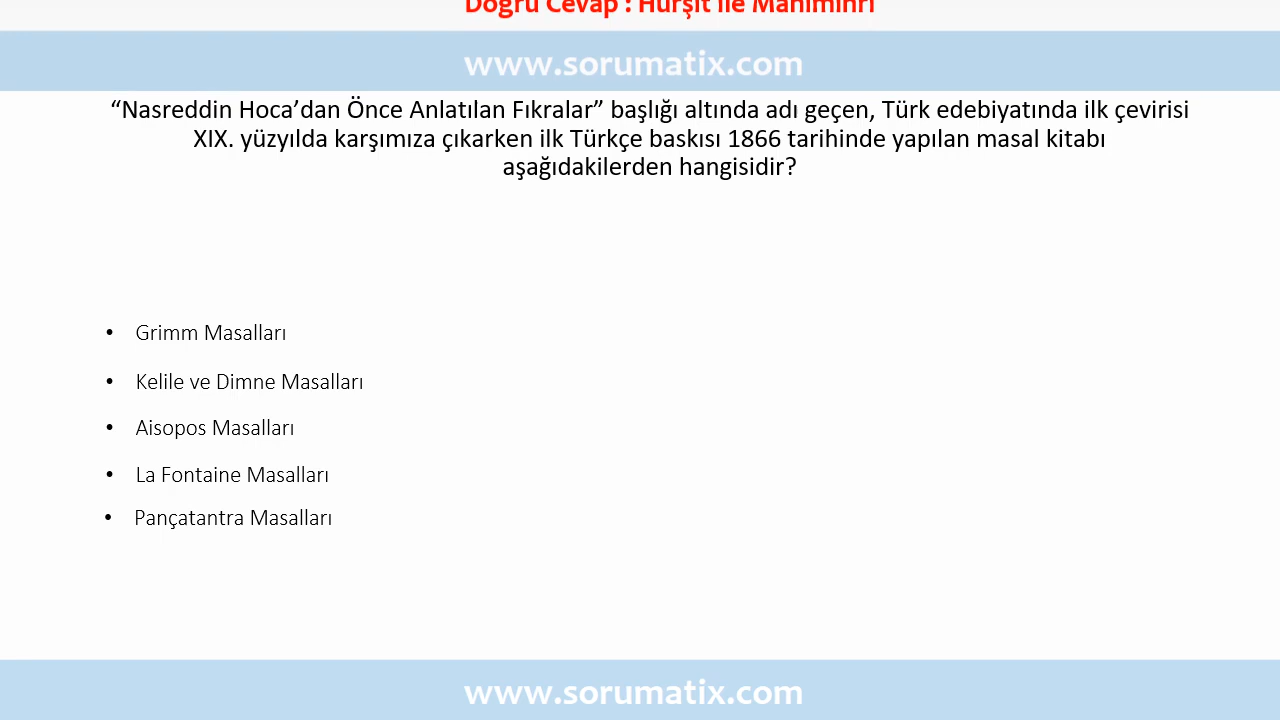 Doğru Cevap : Hurşit ile Mahımihri
www.sorumatix.com
“Nasreddin Hoca’dan Önce Anlatılan Fıkralar” başlığı altında adı geçen, Türk edebiyatında ilk çevirisi
XIX. yüzyılda karşımıza çıkarken ilk Türkçe baskısı 1866 tarihinde yapılan masal kitabı
aşağıdakilerden hangisidir?
• Grimm Masalları
• Kelile ve Dimne Masalları
• Aisopos Masalları
• La Fontaine Masalları
• Pançatantra Masalları
www.sorumatix.com